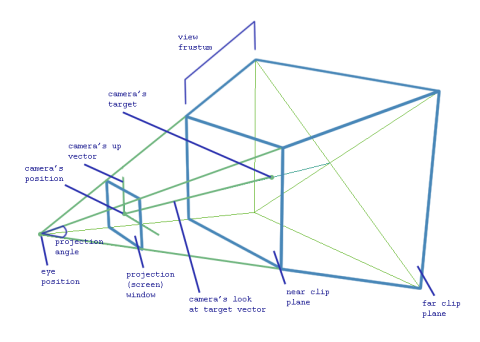 view
frustum
camera's
target
camera's up
vector
camera's
position
projection
angle
eye
position
projection
(screen)
window
camera's look
at target vector
near clip
plane
far clip
plane